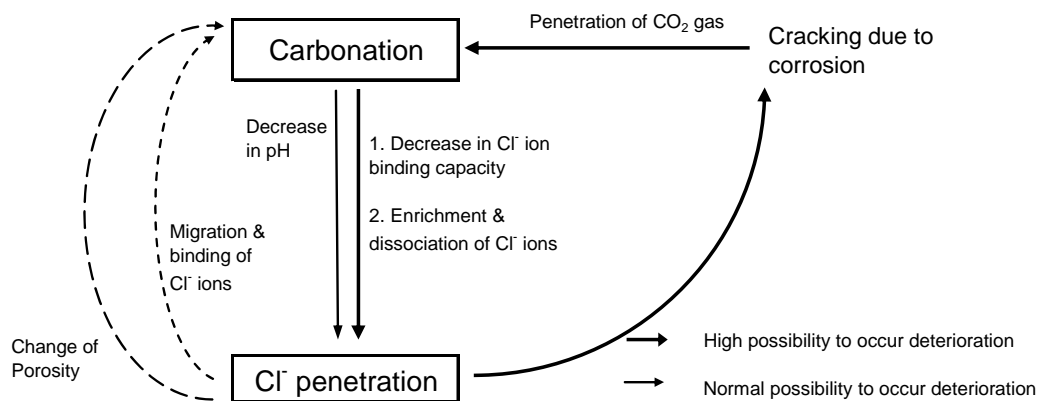 Penetration of CO₂ gas
Carbonation
Cracking due to
corrosion
Decrease
in pH
1. Decrease in Cl⁻ ion
binding capacity
2. Enrichment &
dissociation of Cl⁻ ions
Migration &
binding of
Cl⁻ ions
Change of
Porosity
Cl⁻ penetration
High possibility to occur deterioration
Normal possibility to occur deterioration